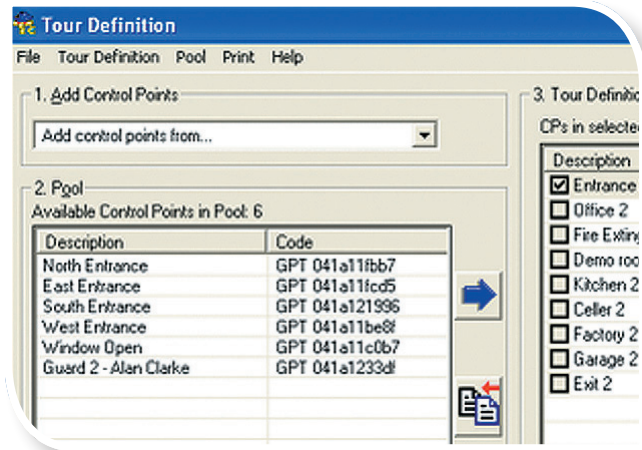 Tour Definition
File Tour Definition Pool Print Help
1. Add Control Points
Add control points from...
2. Pool
Available Control Points in Pool: 6
Description Code
North Entrance GPT 041a11fbb7
East Entrance GPT 041a11fcd5
South Entrance GPT 041a121996
West Entrance GPT 041a11be8f
Window Open GPT 041a11c0b7
Guard 2 - Alan Clarke GPT 041a1233df
3. Tour Definitio
CPs in selected
Description
Entrance
Office 2
Fire Exting
Demo roo
Kitchen 2
Celler 2
Factory 2
Garage 2
Exit 2